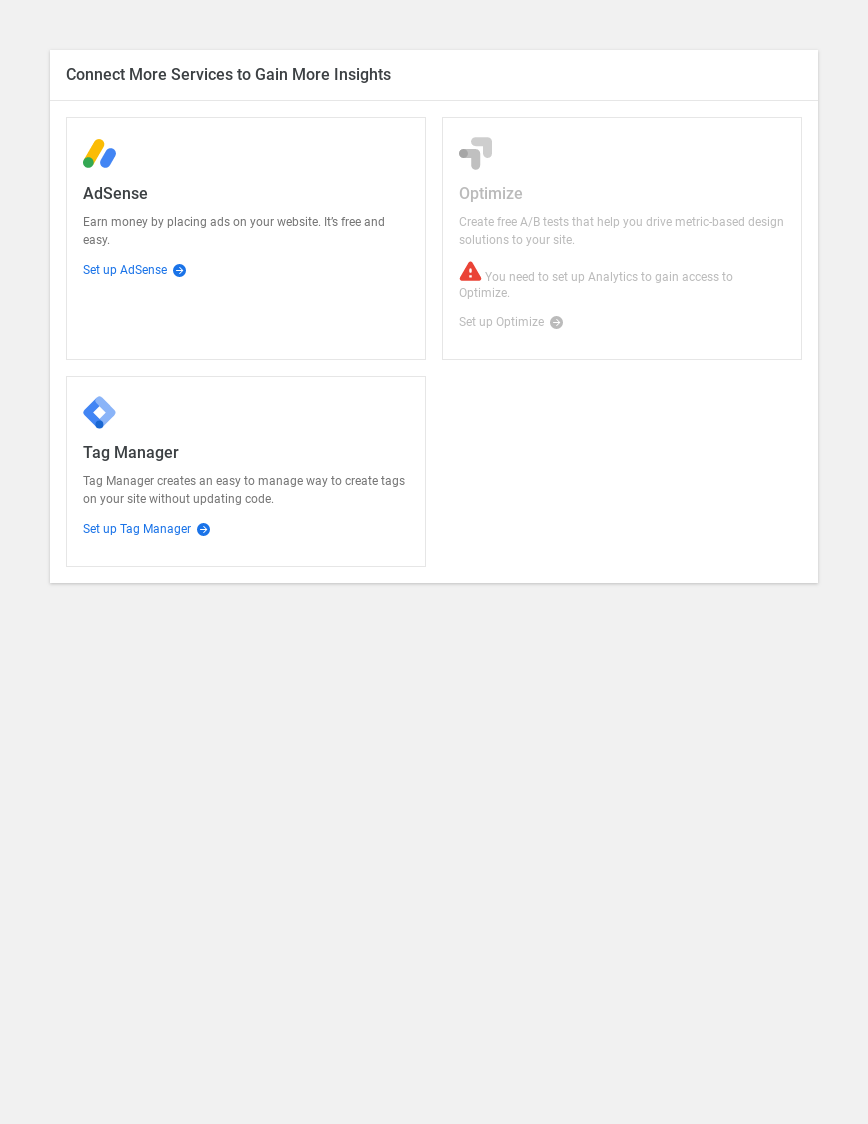 Connect More Services to Gain More Insights
AdSense
Earn money by placing ads on your website. It’s free and
easy.
Set up AdSense
Optimize
Create free A/B tests that help you drive metric-based design
solutions to your site.
You need to set up Analytics to gain access to
Optimize.
Set up Optimize
Tag Manager
Tag Manager creates an easy to manage way to create tags
on your site without updating code.
Set up Tag Manager